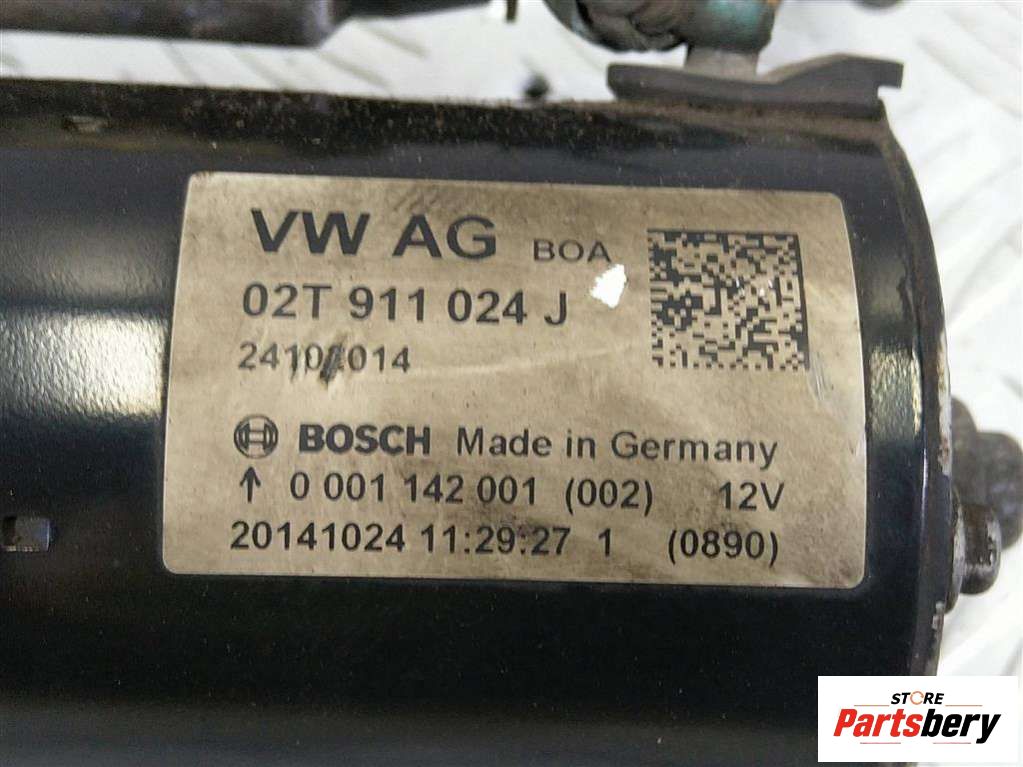 VW AG BOA
02T 911 024 J
24102014
BOSCH Made in Germany
↑ 0 001 142 001 (002) 12V
20141024 11:29:27 1 (0890)
STORE
Partsbery